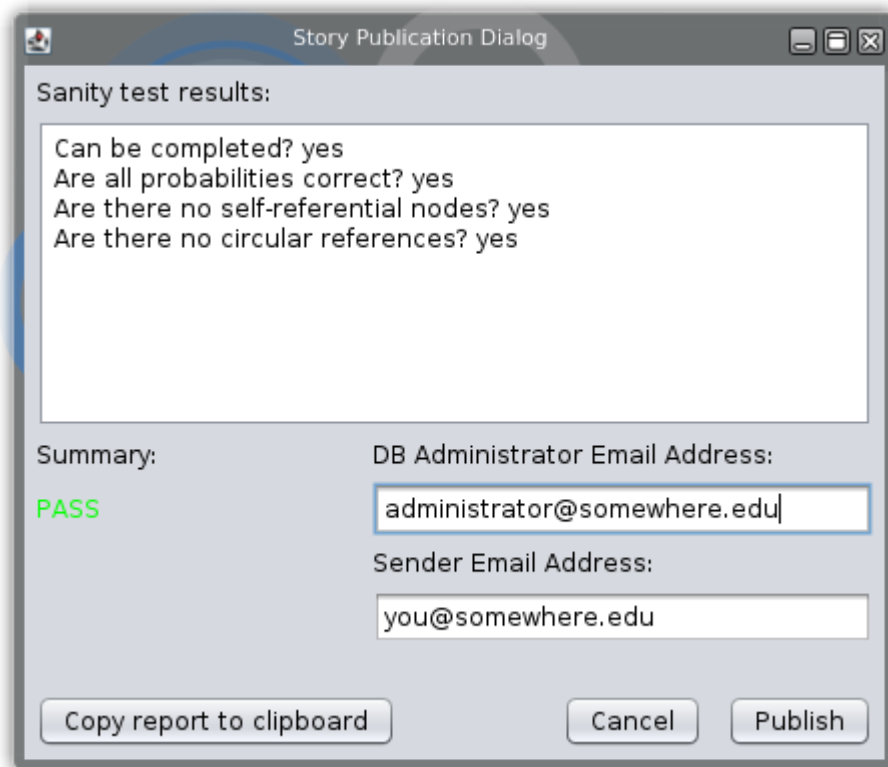 Story Publication Dialog
Sanity test results:
Can be completed? yes
Are all probabilities correct? yes
Are there no self-referential nodes? yes
Are there no circular references? yes
Summary:
PASS
DB Administrator Email Address:
administrator@somewhere.edu
Sender Email Address:
you@somewhere.edu
Copy report to clipboard
Cancel
Publish